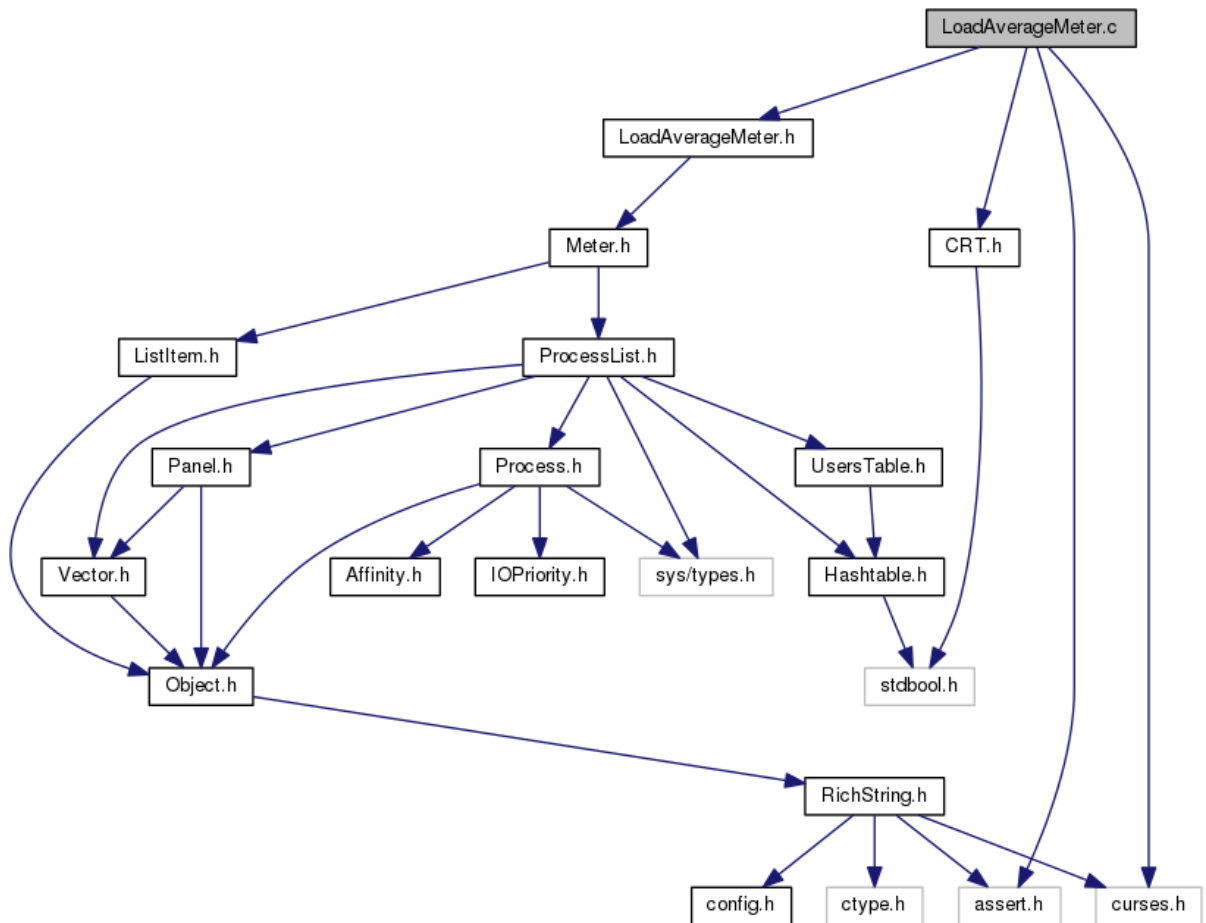 LoadAverageMeter.c
LoadAverageMeter.h
Meter.h
CRT.h
ListItem.h
ProcessList.h
Panel.h
Process.h
UsersTable.h
Vector.h
Affinity.h
IOPriority.h
sys/types.h
Hashtable.h
Object.h
stdbool.h
RichString.h
config.h
ctype.h
assert.h
curses.h